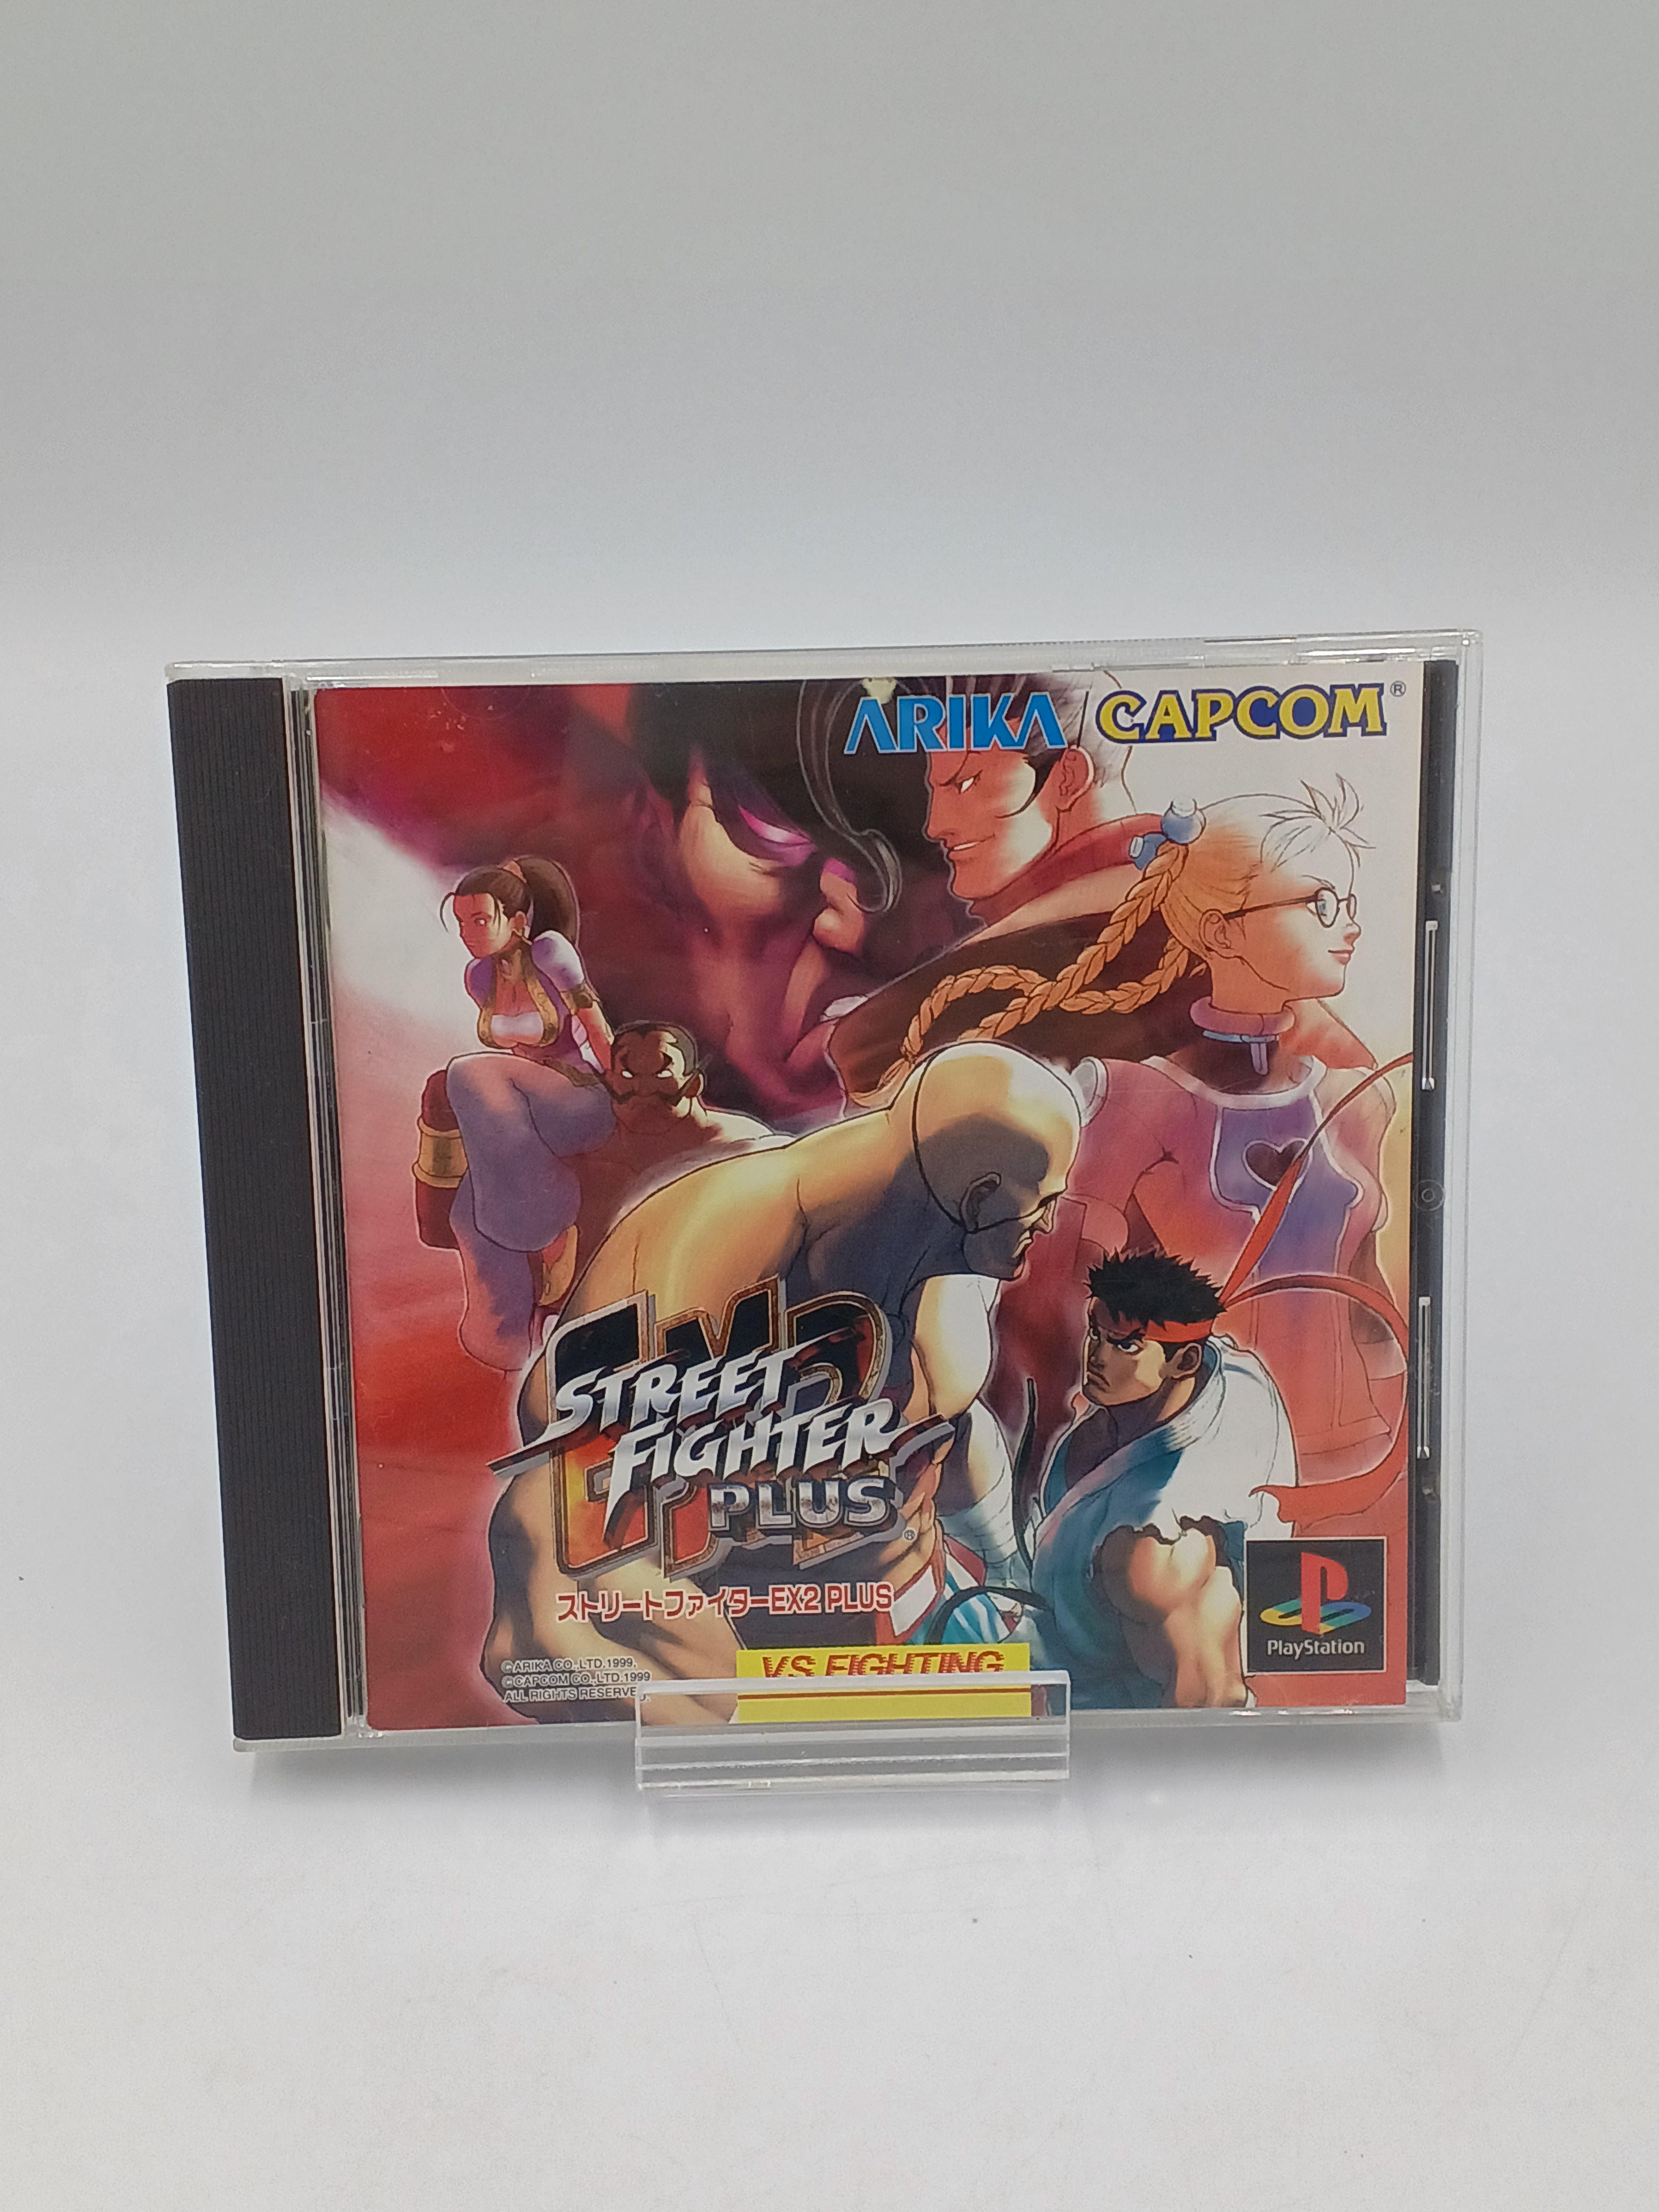 ARIKA CAPCOM®
EX2
STREET
FIGHTER
PLUS®
ストリートファイターEX2 PLUS
©ARIKA CO.,LTD.1999.
©CAPCOM CO.,LTD.1999
ALL RIGHTS RESERVED.
VS FIGHTING
PlayStation